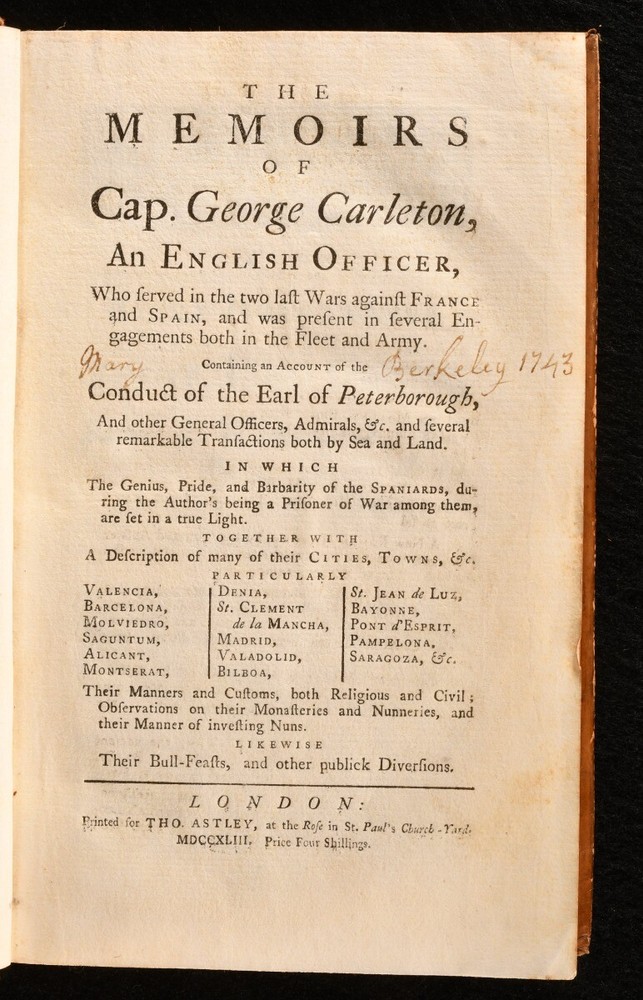 THE
MEMOIRS
OF
Cap. George Carleton,
An ENGLISH OFFICER,
Who ſerved in the two laſt Wars againſt FRANCE
and SPAIN, and was preſent in ſeveral En-
gagements both in the Fleet and Army.
Mary Containing an ACCOUNT of the Berkeley 1743
Conduct of the Earl of Peterborough,
And other General Officers, Admirals, &c. and ſeveral
remarkable Tranſactions both by Sea and Land.
IN WHICH
The Genius, Pride, and Barbarity of the SPANIARDS, du-
ring the Author's being a Priſoner of War among them,
are ſet in a true Light.
TOGETHER WITH
A Deſcription of many of their CITIES, TOWNS, &c.
PARTICULARLY
VALENCIA,
BARCELONA,
MOLVIEDRO,
SAGUNTUM,
ALICANT,
MONTSERAT,
DENIA,
St. CLEMENT
de la MANCHA,
MADRID,
VALADOLID,
BILBOA,
St. JEAN de LUZ,
BAYONNE,
PONT d'ESPRIT,
PAMPELONA,
SARAGOZA, &c.
Their Manners and Cuſtoms, both Religious and Civil;
Obſervations on their Monaſteries and Nunneries, and
their Manner of inveſting Nuns.
LIKEWISE
Their Bull-Feaſts, and other publick Diverſions.
LONDON:
Printed for THO. ASTLEY, at the Roſe in St. Paul's Church-Yard.
MDCCXLIII. Price Four Shillings.